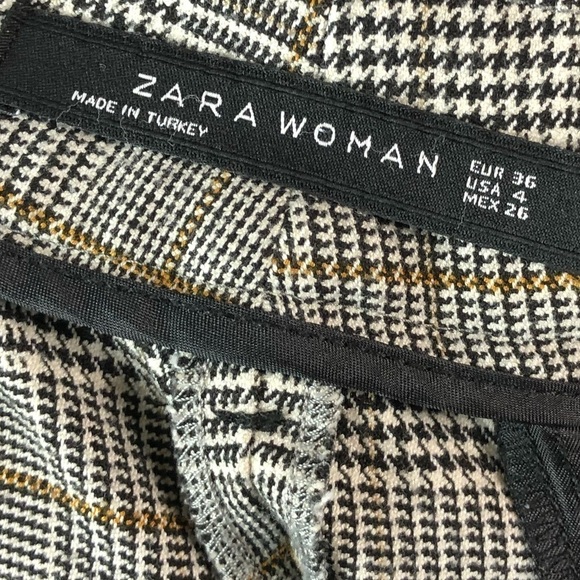 ZARA WOMAN
MADE IN TURKEY
EUR 36
USA 4
MEX 26